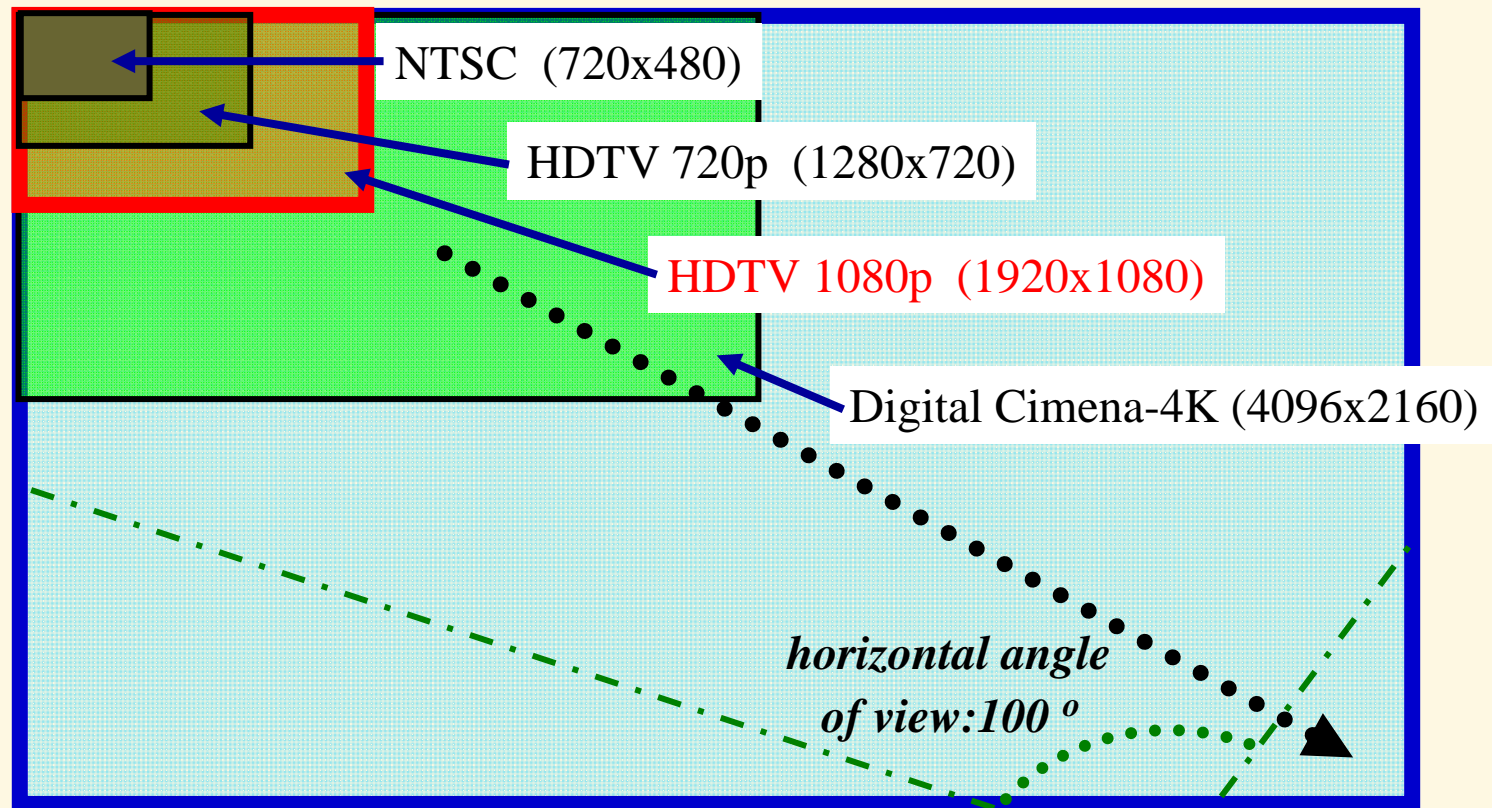 NTSC (720x480)
HDTV 720p (1280x720)
HDTV 1080p (1920x1080)
Digital Cimena-4K (4096x2160)
horizontal angle
of view:100 º